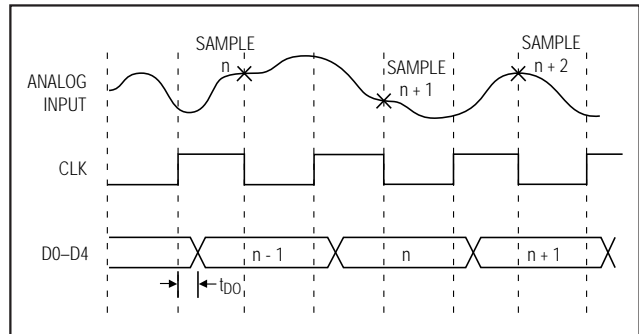 SAMPLE
n
SAMPLE
n + 1
SAMPLE
n + 2
ANALOG
INPUT
CLK
D0–D4
n - 1
n
n + 1
tDO